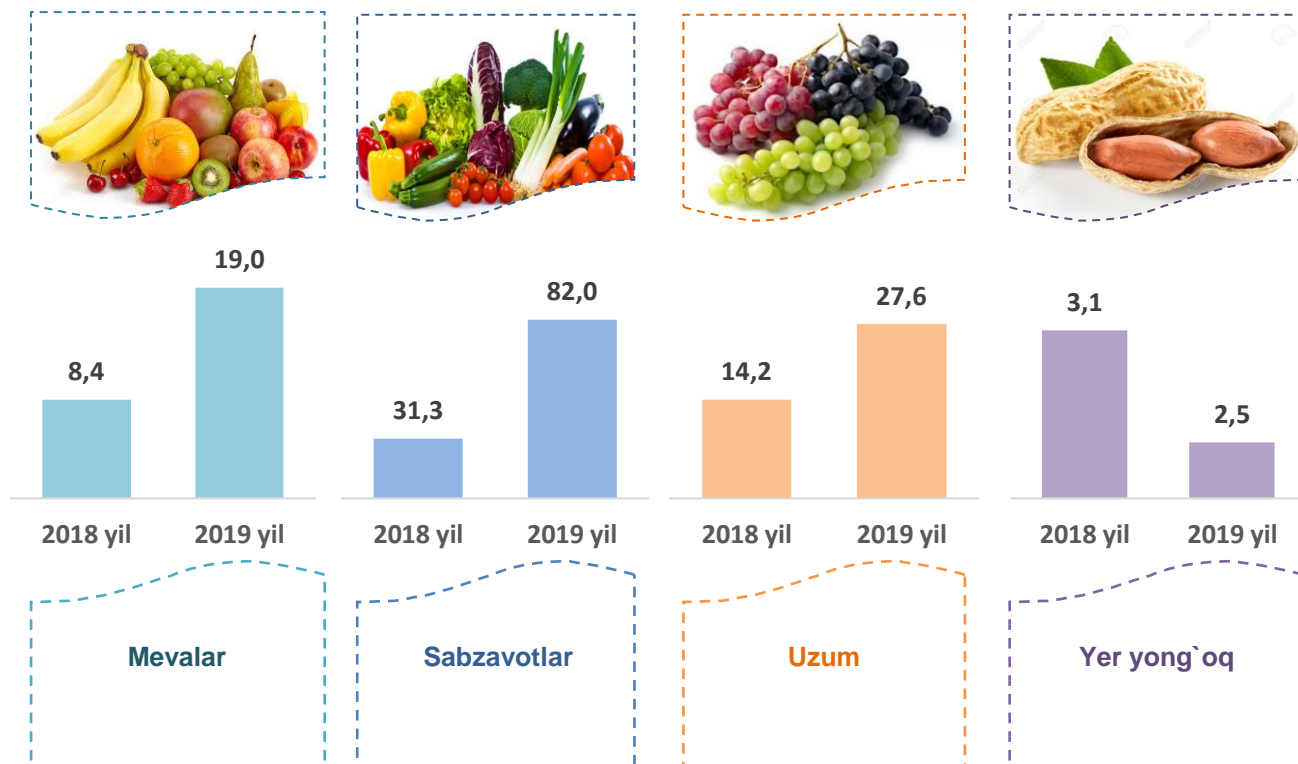 19,0
8,4
2018 yil 2019 yil
Mevalar
82,0
31,3
2018 yil 2019 yil
Sabzavotlar
27,6
14,2
2018 yil 2019 yil
Uzum
3,1
2,5
2018 yil 2019 yil
Yer yong`oq